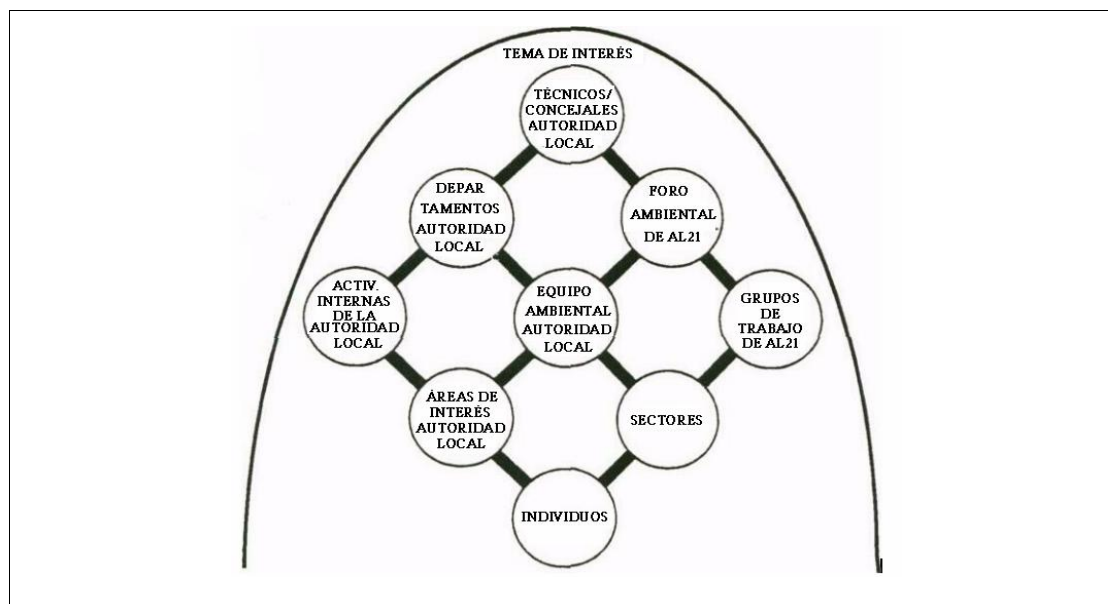 TEMA DE INTERÉS
TÉCNICOS/
CONCEJALES
AUTORIDAD
LOCAL
DEPAR
TAMENTOS
AUTORIDAD
LOCAL
FORO
AMBIENTAL
DE AL21
ACTIV.
INTERNAS
DE LA
AUTORIDAD
LOCAL
EQUIPO
AMBIENTAL
AUTORIDAD
LOCAL
GRUPOS
DE
TRABAJO
DE AL21
ÁREAS DE
INTERÉS
AUTORIDAD
LOCAL
SECTORES
INDIVIDUOS